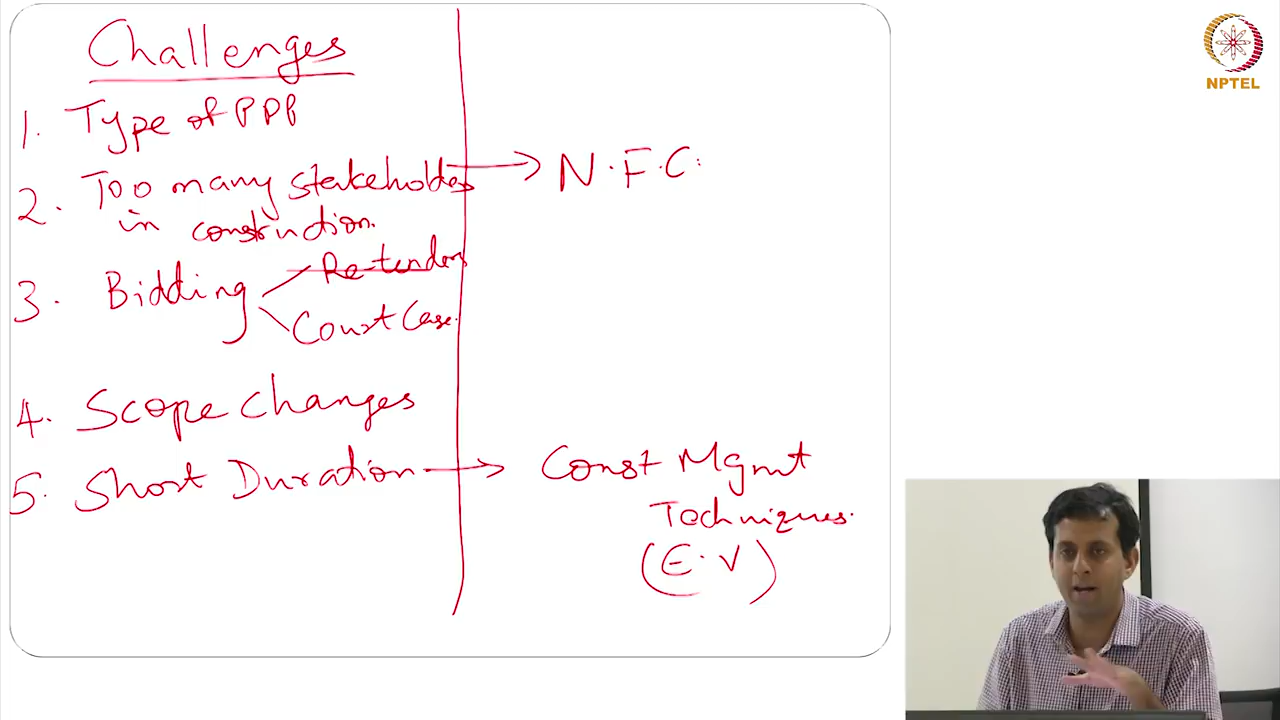 Challenges
1. Type of PPP
2. Too many stakeholders → N.F.C.
in construction.
3. Bidding Re-tenders
Court Case.
4. Scope Changes
5. Short Duration → Const Mgmt
Techniques.
(E.V)
NPTEL